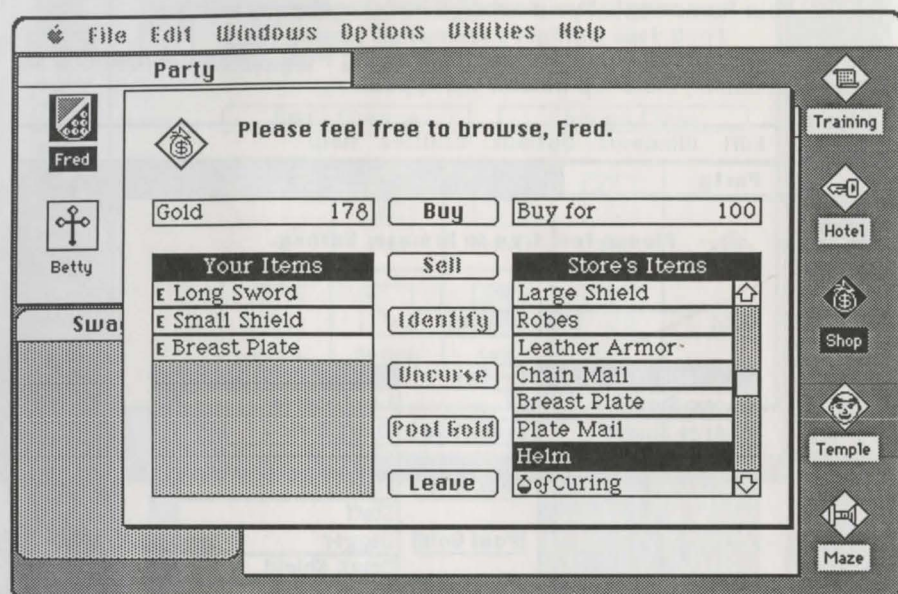 File Edit Windows Options Utilities Help
Party
Fred
Betty
Swa
Please feel free to browse, Fred.
Gold 178
Buy
Buy for 100
Your Items
E Long Sword
E Small Shield
E Breast Plate
Sell
Identify
Uncurse
Pool Gold
Leave
Store's Items
Large Shield
Robes
Leather Armor
Chain Mail
Breast Plate
Plate Mail
Helm
of Curing
Training
Hotel
Shop
Temple
Maze